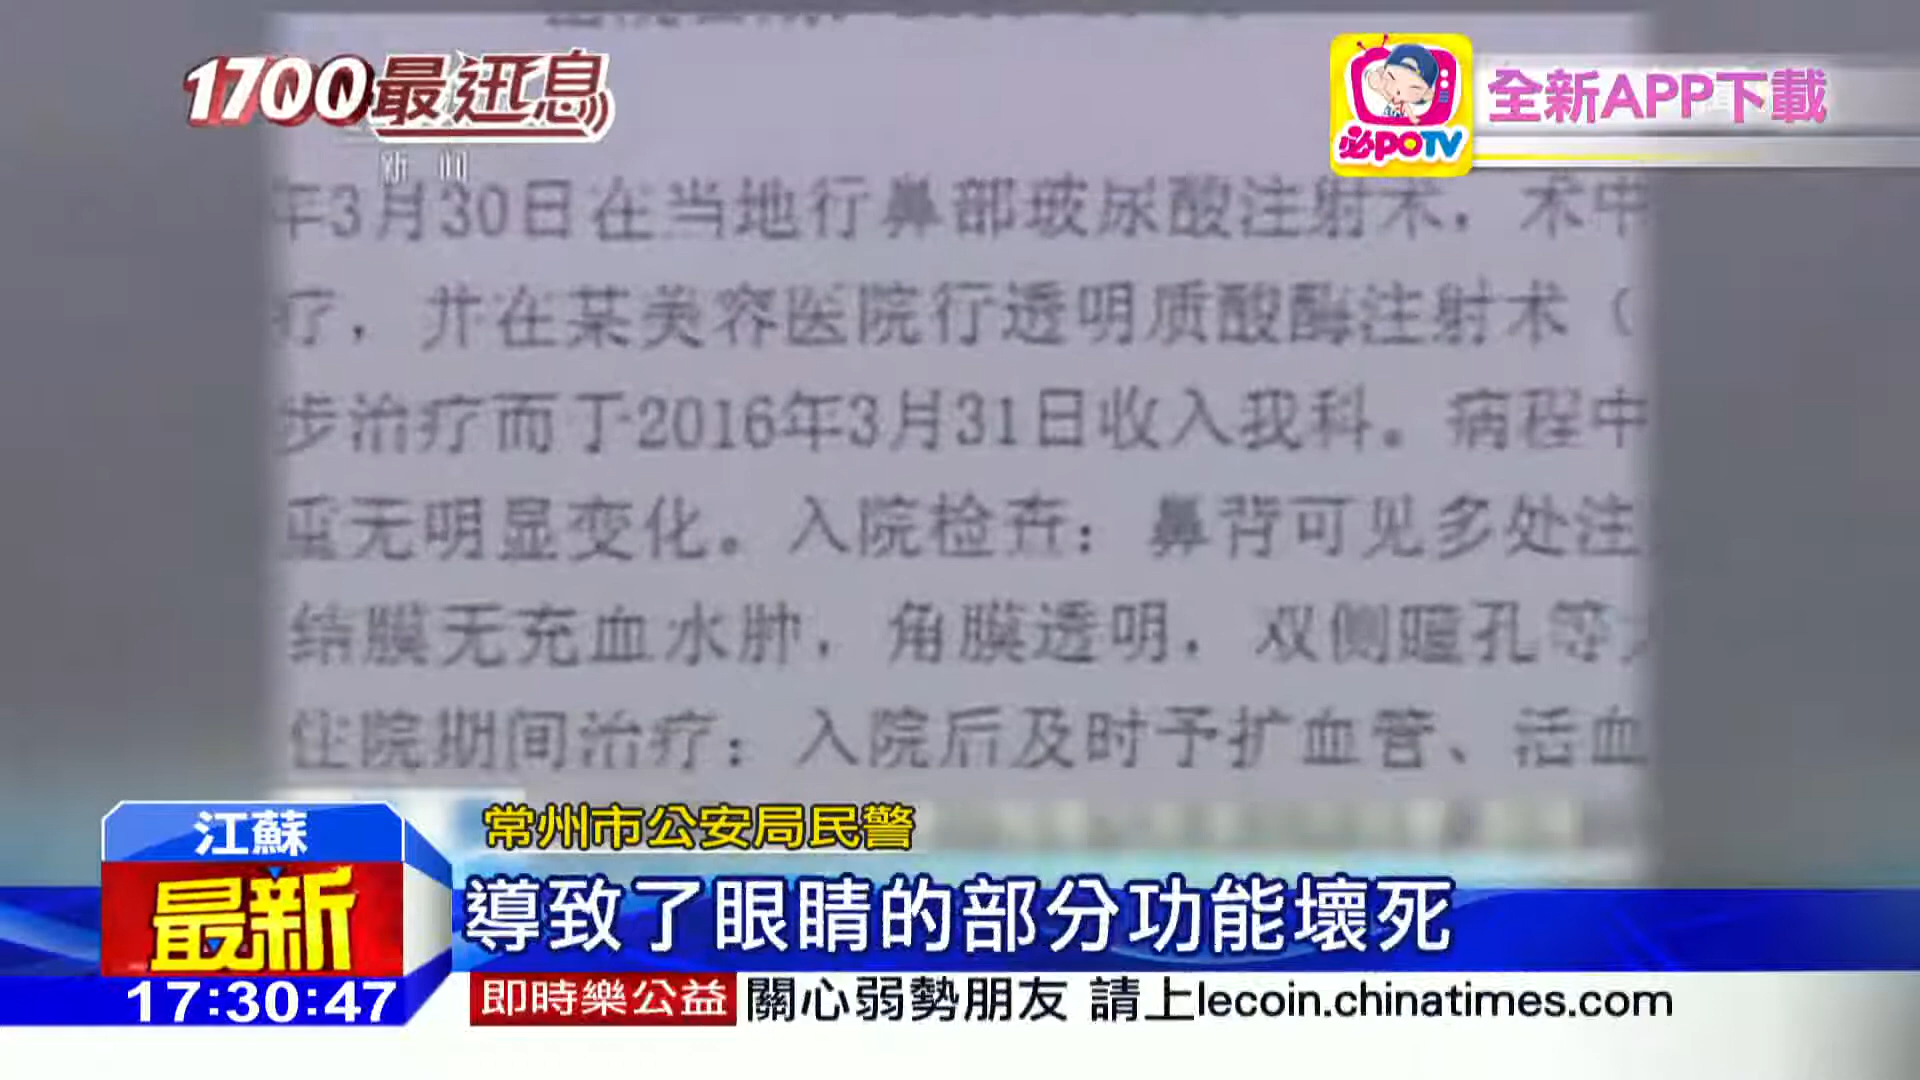 1700最迅息
新 闻
必POTV
全新APP下載
年3月30日在当地行鼻部玻尿酸注射术，术中
疗，并在某美容医院行透明质酸酶注射术（
步治疗而于2016年3月31日收入我科。病程中
重无明显变化。入院检查：鼻背可见多处注
结膜无充血水肿，角膜透明，双侧瞳孔等
住院期间治疗：入院后及时予扩血管、活血
江蘇
常州市公安局民警
最新
導致了眼睛的部分功能壞死
17:30:47
即時樂公益 關心弱勢朋友 請上lecoin.chinatimes.com